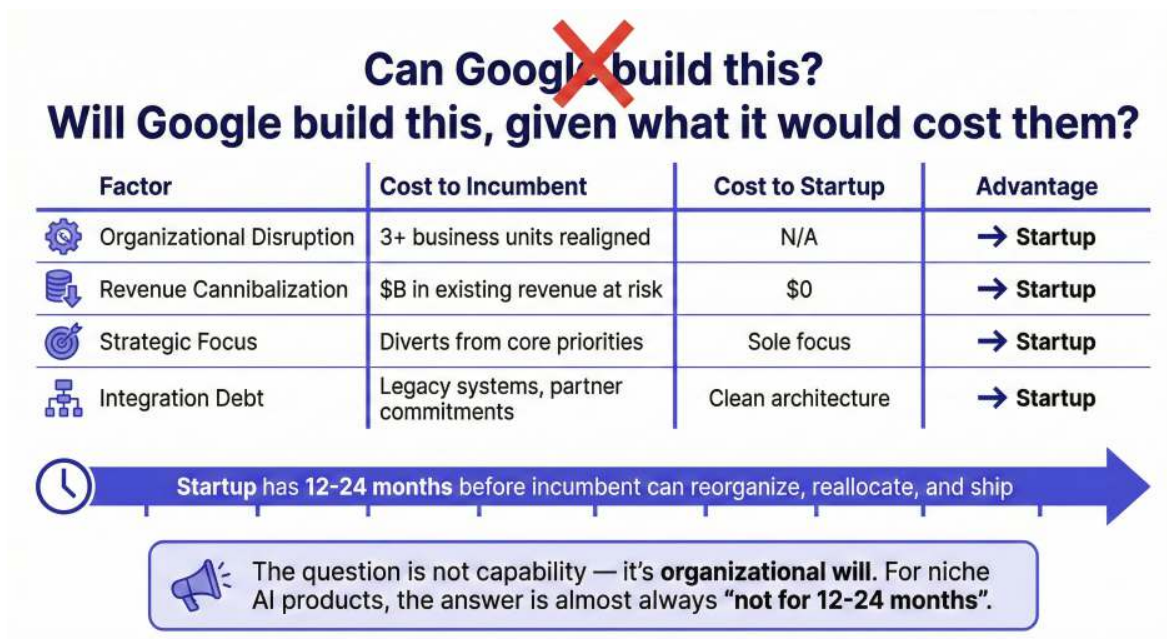 Can Google build this?
Will Google build this, given what it would cost them?
Factor Cost to Incumbent Cost to Startup Advantage
Organizational Disruption 3+ business units realigned N/A → Startup
Revenue Cannibalization $B in existing revenue at risk $0 → Startup
Strategic Focus Diverts from core priorities Sole focus → Startup
Integration Debt Legacy systems, partner commitments Clean architecture → Startup
Startup has 12-24 months before incumbent can reorganize, reallocate, and ship
The question is not capability — it's organizational will. For niche
AI products, the answer is almost always “not for 12-24 months”.